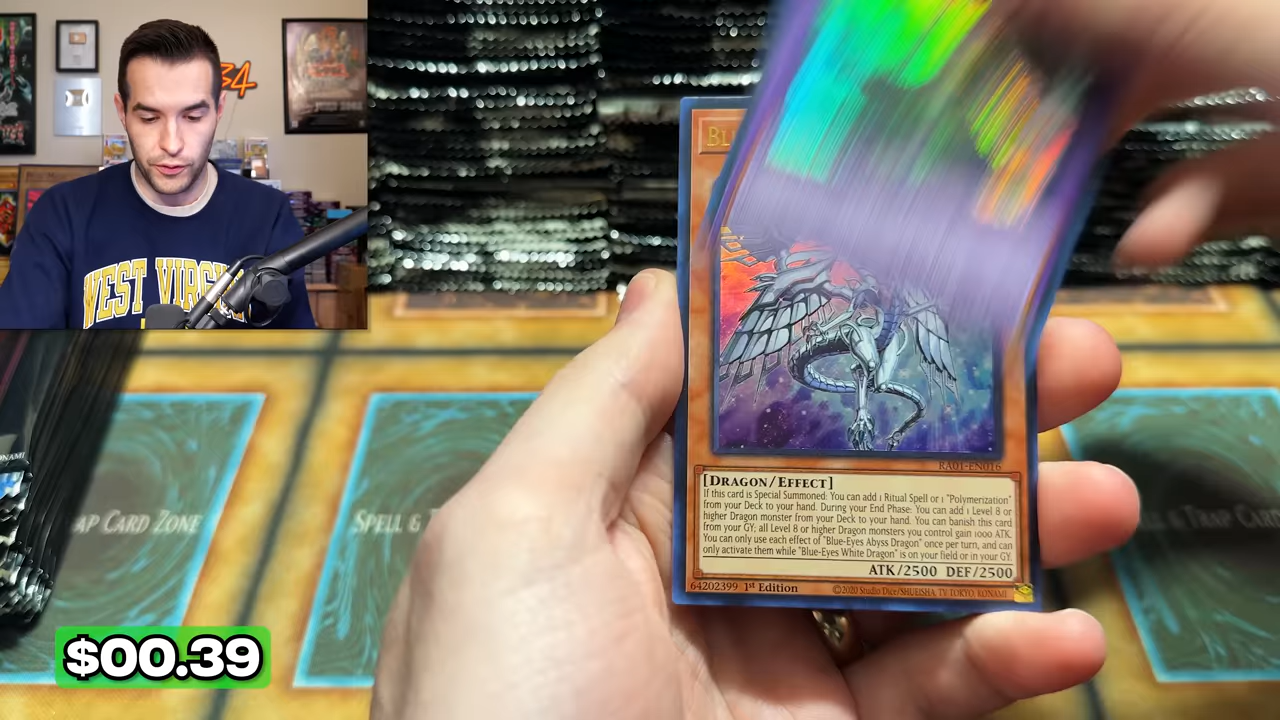 34
WEST VIRG
BL
RA01-EN016
[DRAGON/EFFECT]
If this card is Special Summoned: You can add 1 Ritual Spell or 1 "Polymerization"
from your Deck to your hand. During your End Phase: You can add 1 Level 8 or
higher Dragon monster from your Deck to your hand. You can banish this card
from your GY; all Level 8 or higher Dragon monsters you control gain 1000 ATK.
You can only use each effect of "Blue-Eyes Abyss Dragon" once per turn, and can
only activate them while "Blue-Eyes White Dragon" is on your field or in your GY.
ATK/2500 DEF/2500
64202399 1st Edition ©2020 Studio Dice/SHUEISHA, TV TOKYO, KONAMI
KONAMI
AP CARD ZONE
SPELL & T
L & TRAP CARD
$00.39